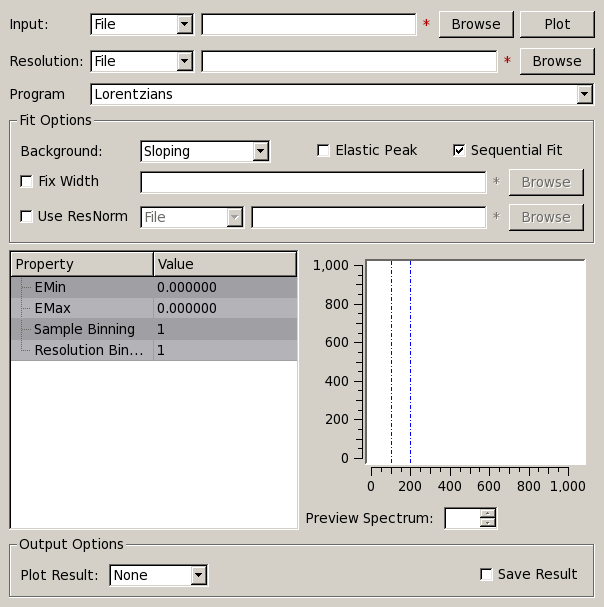 Input: File * Browse Plot
Resolution: File * Browse
Program Lorentzians
Fit Options
Background: Sloping Elastic Peak Sequential Fit
Fix Width * Browse
Use ResNorm File * Browse
Property Value
EMin 0.000000
EMax 0.000000
Sample Binning 1
Resolution Bin... 1
1,000
800
600
400
200
0
0 200 400 600 800 1,000
Preview Spectrum:
Output Options
Plot Result: None Save Result